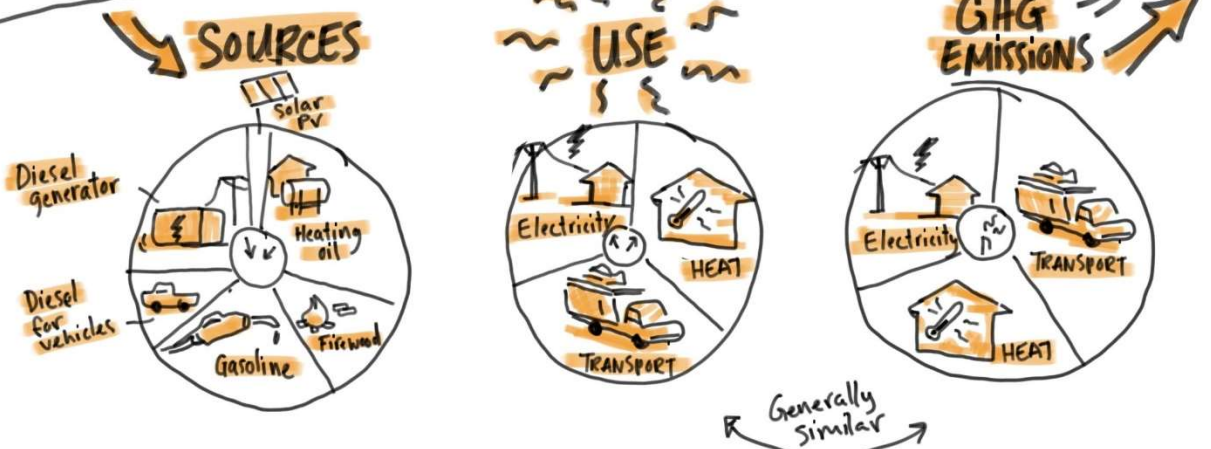 SOURCES
Solar
PV
Diesel
generator
Heating
oil
Diesel
for
vehicles
Gasoline
Firewood
USE
Electricity
HEAT
TRANSPORT
GHG
EMISSIONS
Electricity
TRANSPORT
HEAT
Generally
similar